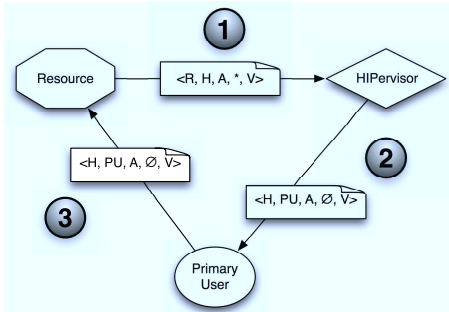 1
Resource
<R, H, A, *, V>
HIPervisor
<H, PU, A, Ø, V>
2
<H, PU, A, Ø, V>
3
Primary
User